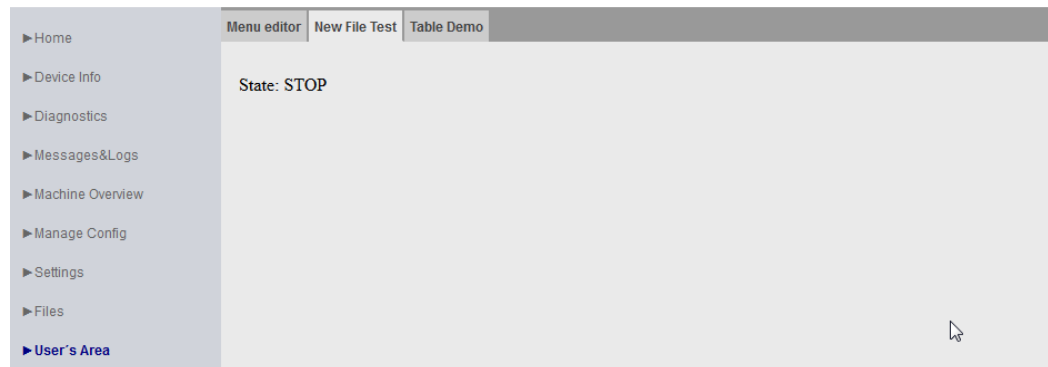 ►Home
►Device Info
►Diagnostics
►Messages&Logs
►Machine Overview
►Manage Config
►Settings
►Files
►User´s Area
Menu editor New File Test Table Demo
State: STOP